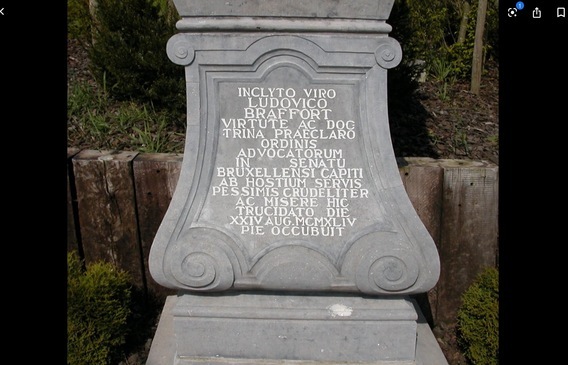 INCLYTO VIRO
LUDOVICO
BRAFFORT
VIRTUTE AC DOC
TRINA PRAECLARO
ORDINIS
ADVOCATORUM
IN SENATU
BRUXELLENSI CAPITI
AB HOSTIUM SERVIS
PESSIMIS CRUDELITER
AC MISERE HIC
TRUCIDATO DIE
XXIV AUG. MCMXLIV
PIE OCCUBUIT
1